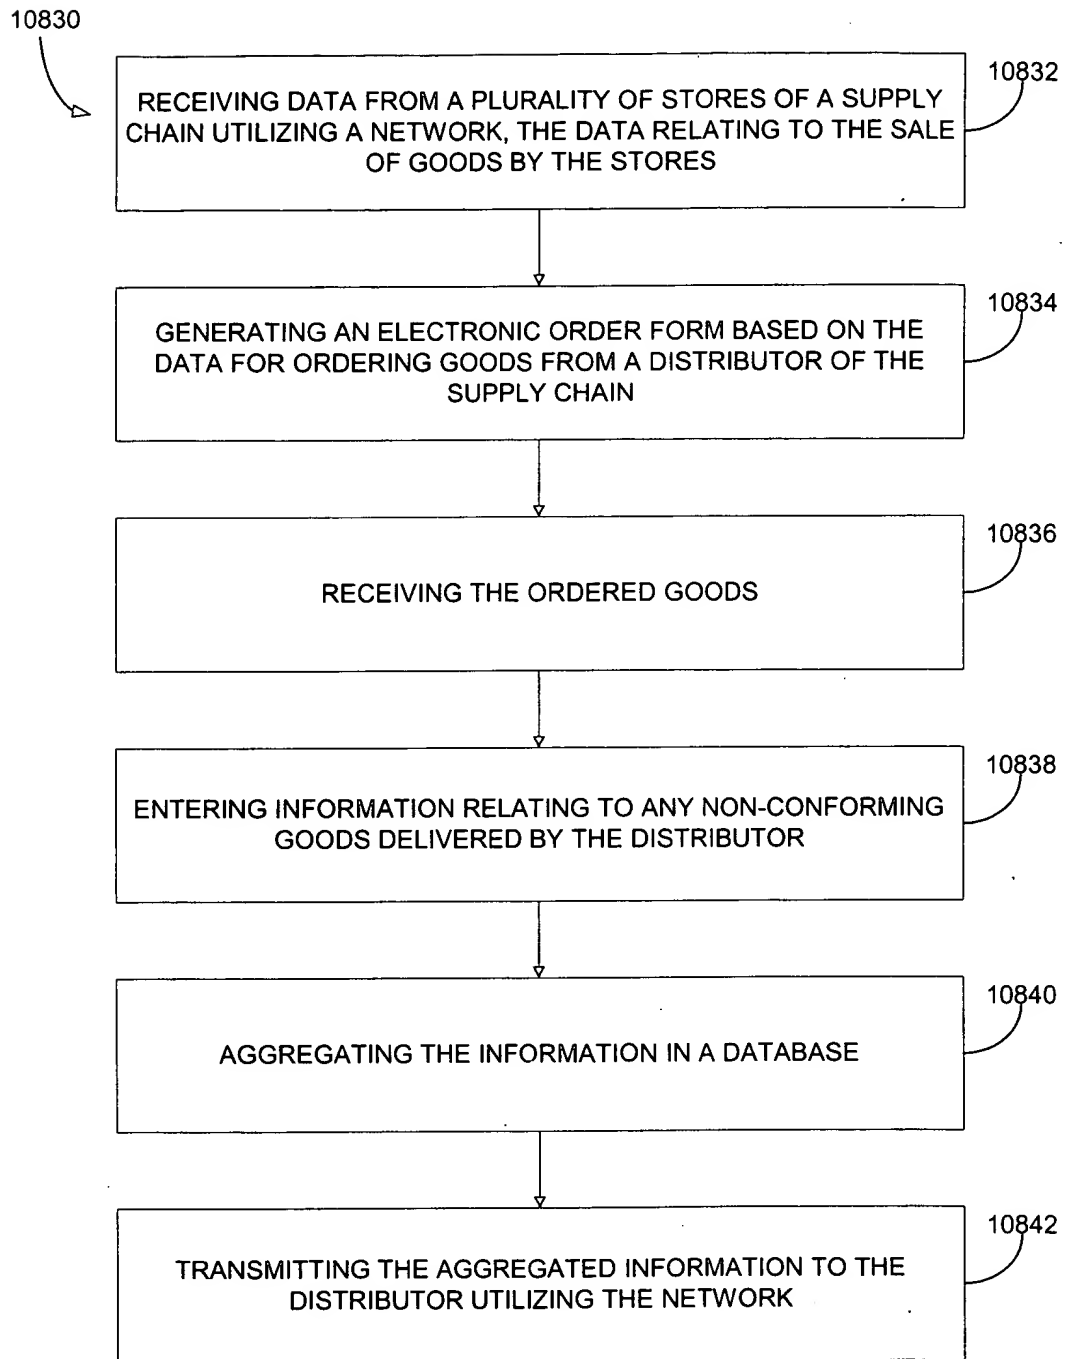 10830
10832
RECEIVING DATA FROM A PLURALITY OF STORES OF A SUPPLY
CHAIN UTILIZING A NETWORK, THE DATA RELATING TO THE SALE
OF GOODS BY THE STORES
10834
GENERATING AN ELECTRONIC ORDER FORM BASED ON THE
DATA FOR ORDERING GOODS FROM A DISTRIBUTOR OF THE
SUPPLY CHAIN
10836
RECEIVING THE ORDERED GOODS
10838
ENTERING INFORMATION RELATING TO ANY NON-CONFORMING
GOODS DELIVERED BY THE DISTRIBUTOR
10840
AGGREGATING THE INFORMATION IN A DATABASE
10842
TRANSMITTING THE AGGREGATED INFORMATION TO THE
DISTRIBUTOR UTILIZING THE NETWORK